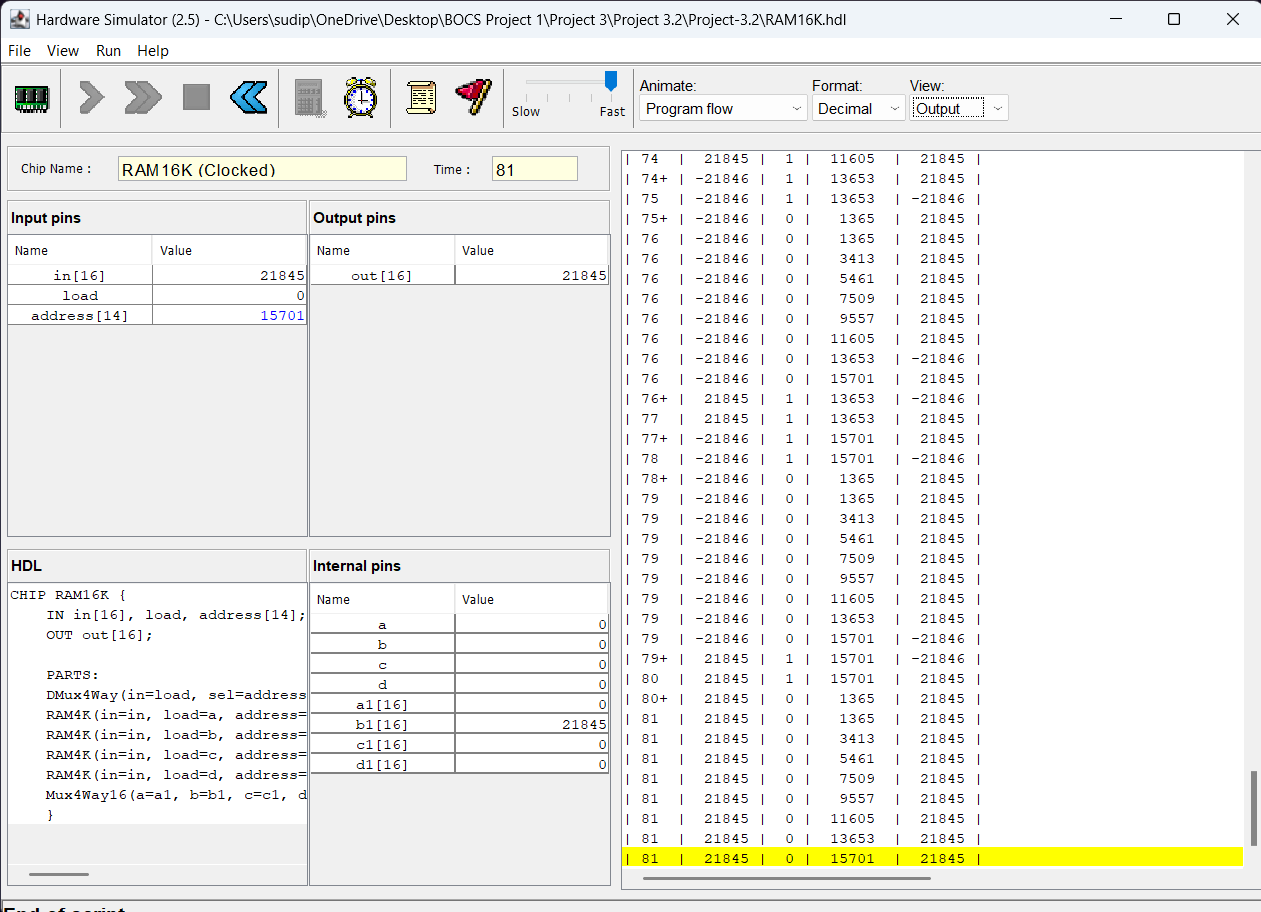 Hardware Simulator (2.5) - C:\Users\sudip\OneDrive\Desktop\BOCS Project 1\Project 3\Project 3.2\Project-3.2\RAM16K.hdl
File View Run Help
Slow Fast
Animate: Format: View:
Program flow Decimal Output
Chip Name : RAM16K (Clocked) Time : 81
Input pins
Name Value
in[16] 21845
load 0
address[14] 15701
Output pins
Name Value
out[16] 21845
HDL
CHIP RAM16K {
IN in[16], load, address[14];
OUT out[16];
PARTS:
DMux4Way(in=load, sel=address
RAM4K(in=in, load=a, address=
RAM4K(in=in, load=b, address=
RAM4K(in=in, load=c, address=
RAM4K(in=in, load=d, address=
Mux4Way16(a=a1, b=b1, c=c1, d
}
Internal pins
Name Value
a 0
b 0
c 0
d 0
a1[16] 0
b1[16] 21845
c1[16] 0
d1[16] 0
| 74 | 21845 | 1 | 11605 | 21845 |
| 74+ | -21846 | 1 | 13653 | 21845 |
| 75 | -21846 | 1 | 13653 | -21846 |
| 75+ | -21846 | 0 | 1365 | 21845 |
| 76 | -21846 | 0 | 1365 | 21845 |
| 76 | -21846 | 0 | 3413 | 21845 |
| 76 | -21846 | 0 | 5461 | 21845 |
| 76 | -21846 | 0 | 7509 | 21845 |
| 76 | -21846 | 0 | 9557 | 21845 |
| 76 | -21846 | 0 | 11605 | 21845 |
| 76 | -21846 | 0 | 13653 | -21846 |
| 76 | -21846 | 0 | 15701 | 21845 |
| 76+ | 21845 | 1 | 13653 | -21846 |
| 77 | 21845 | 1 | 13653 | 21845 |
| 77+ | -21846 | 1 | 15701 | 21845 |
| 78 | -21846 | 1 | 15701 | -21846 |
| 78+ | -21846 | 0 | 1365 | 21845 |
| 79 | -21846 | 0 | 1365 | 21845 |
| 79 | -21846 | 0 | 3413 | 21845 |
| 79 | -21846 | 0 | 5461 | 21845 |
| 79 | -21846 | 0 | 7509 | 21845 |
| 79 | -21846 | 0 | 9557 | 21845 |
| 79 | -21846 | 0 | 11605 | 21845 |
| 79 | -21846 | 0 | 13653 | 21845 |
| 79 | -21846 | 0 | 15701 | -21846 |
| 79+ | 21845 | 1 | 15701 | -21846 |
| 80 | 21845 | 1 | 15701 | 21845 |
| 80+ | 21845 | 0 | 1365 | 21845 |
| 81 | 21845 | 0 | 1365 | 21845 |
| 81 | 21845 | 0 | 3413 | 21845 |
| 81 | 21845 | 0 | 5461 | 21845 |
| 81 | 21845 | 0 | 7509 | 21845 |
| 81 | 21845 | 0 | 9557 | 21845 |
| 81 | 21845 | 0 | 11605 | 21845 |
| 81 | 21845 | 0 | 13653 | 21845 |
| 81 | 21845 | 0 | 15701 | 21845 |
End of script